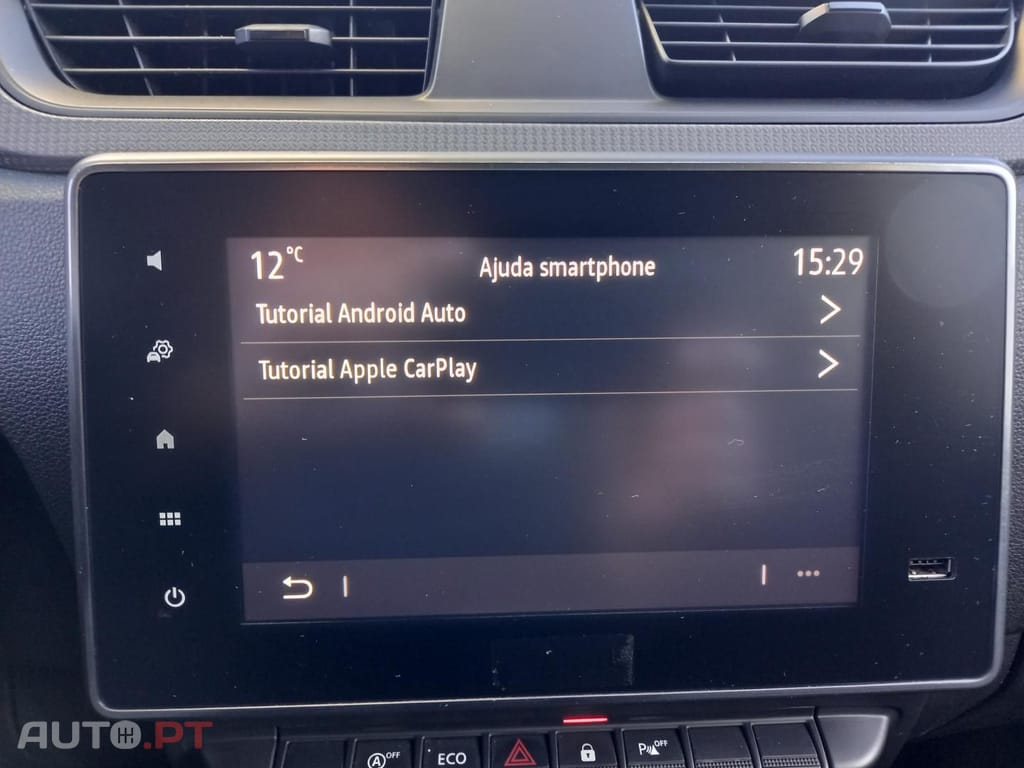 12°C Ajuda smartphone 15:29
Tutorial Android Auto
Tutorial Apple CarPlay
A OFF ECO P OFF
AUTO.PT